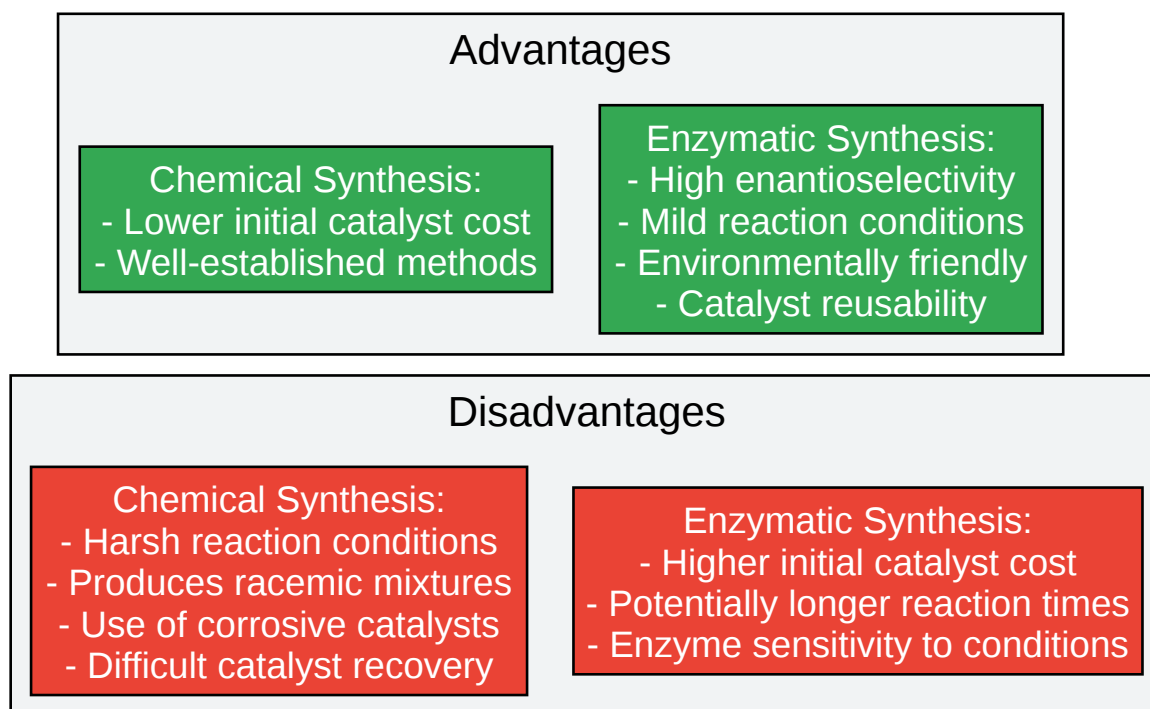 Advantages
Chemical Synthesis:
- Lower initial catalyst cost
- Well-established methods
Enzymatic Synthesis:
- High enantioselectivity
- Mild reaction conditions
- Environmentally friendly
- Catalyst reusability
Disadvantages
Chemical Synthesis:
- Harsh reaction conditions
- Produces racemic mixtures
- Use of corrosive catalysts
- Difficult catalyst recovery
Enzymatic Synthesis:
- Higher initial catalyst cost
- Potentially longer reaction times
- Enzyme sensitivity to conditions